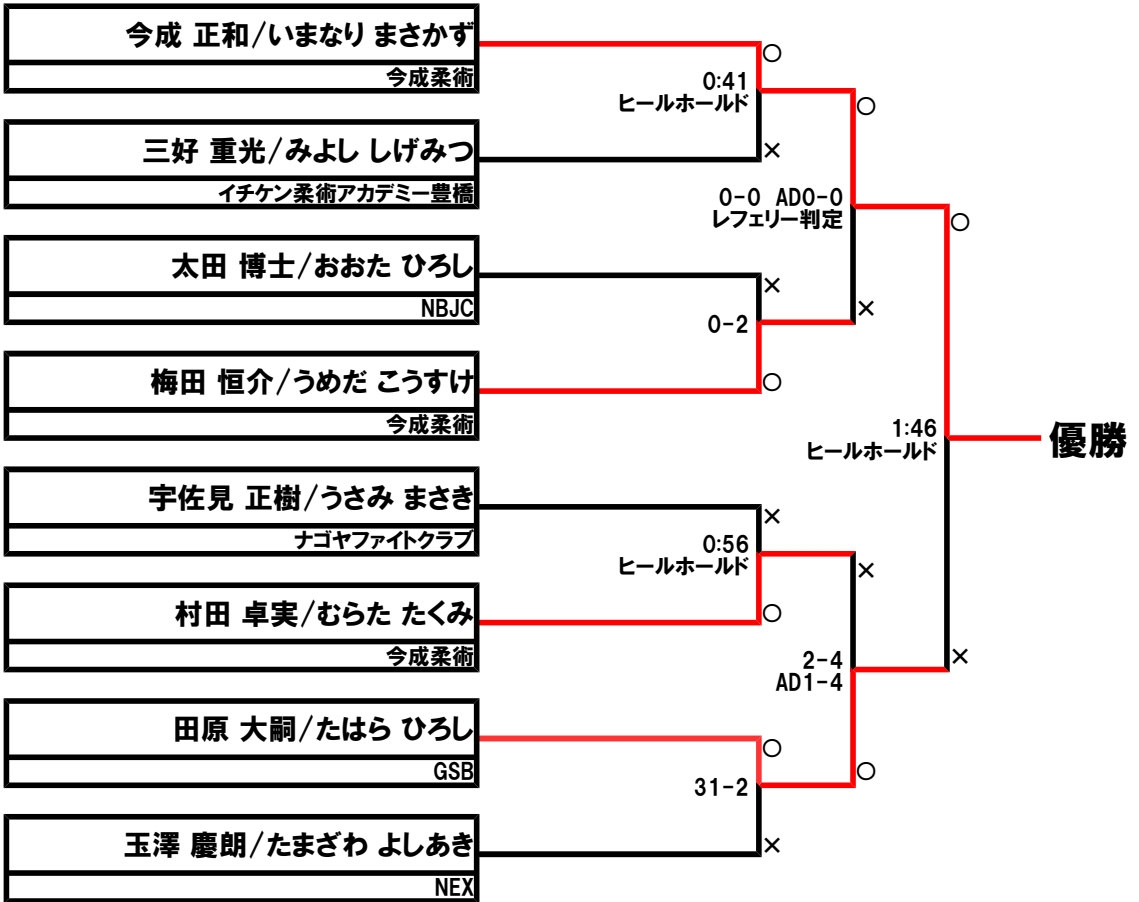 今成 正和/いまなり まさかず
今成柔術
三好 重光/みよし しげみつ
イチケン柔術アカデミー豊橋
太田 博士/おおた ひろし
NBJC
梅田 恒介/うめだ こうすけ
今成柔術
宇佐見 正樹/うさみ まさき
ナゴヤファイトクラブ
村田 卓実/むらた たくみ
今成柔術
田原 大嗣/たはら ひろし
GSB
玉澤 慶朗/たまざわ よしあき
NEX
○
0:41
ヒールホールド
×
×
0-2
○
×
0:56
ヒールホールド
○
○
31-2
×
○
0-0 AD0-0
レフェリー判定
×
×
2-4
AD1-4
○
○
1:46
ヒールホールド
×
優勝